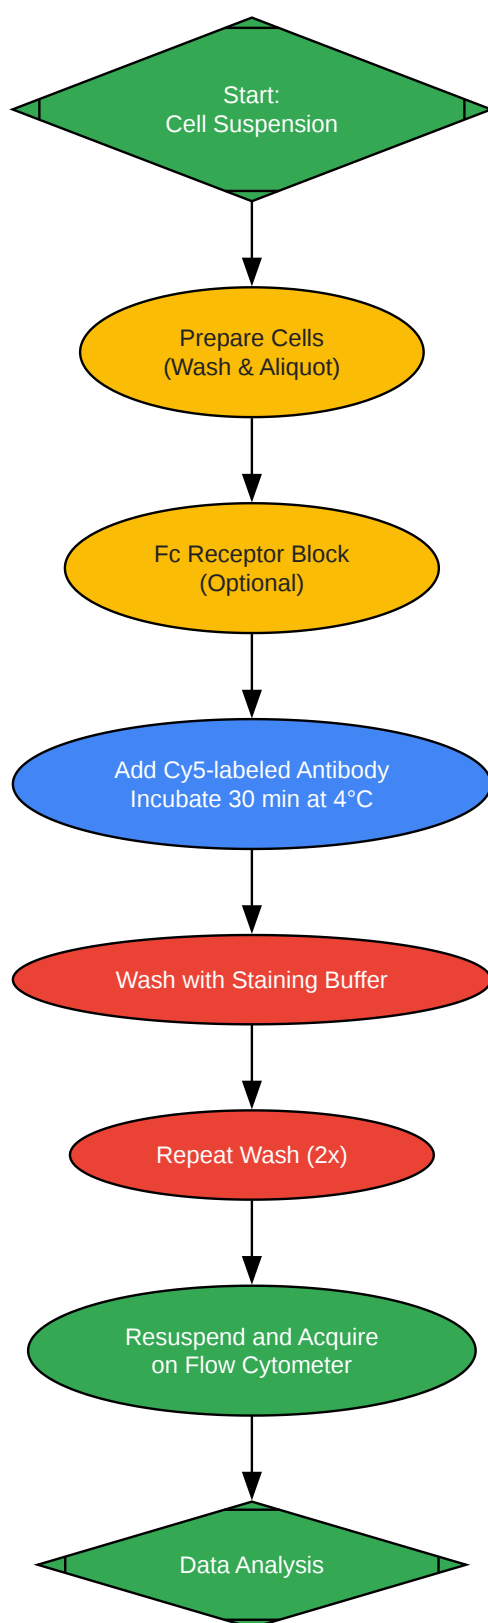 Start:
Cell Suspension
Prepare Cells
(Wash & Aliquot)
Fc Receptor Block
(Optional)
Add Cy5-labeled Antibody
Incubate 30 min at 4°C
Wash with Staining Buffer
Repeat Wash (2x)
Resuspend and Acquire
on Flow Cytometer
Data Analysis